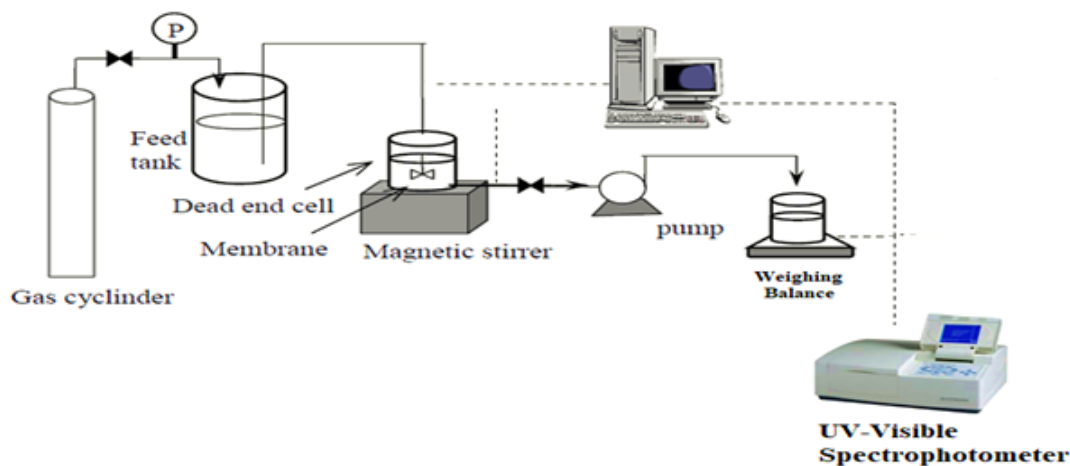 P
Feed
tank
Dead end cell
Membrane
Magnetic stirrer
Gas cyclinder
pump
Weighing
Balance
UV-Visible
Spectrophotometer